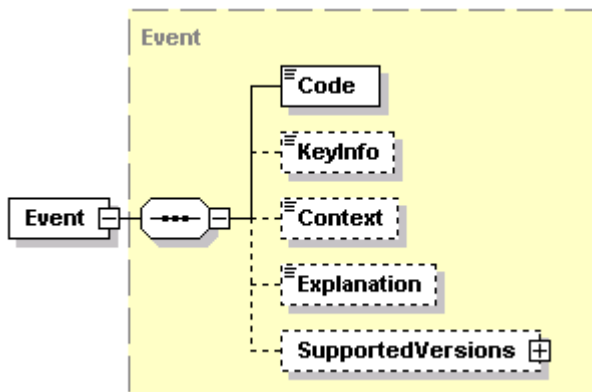 Event
Code
KeyInfo
Event
Context
Explanation
SupportedVersions